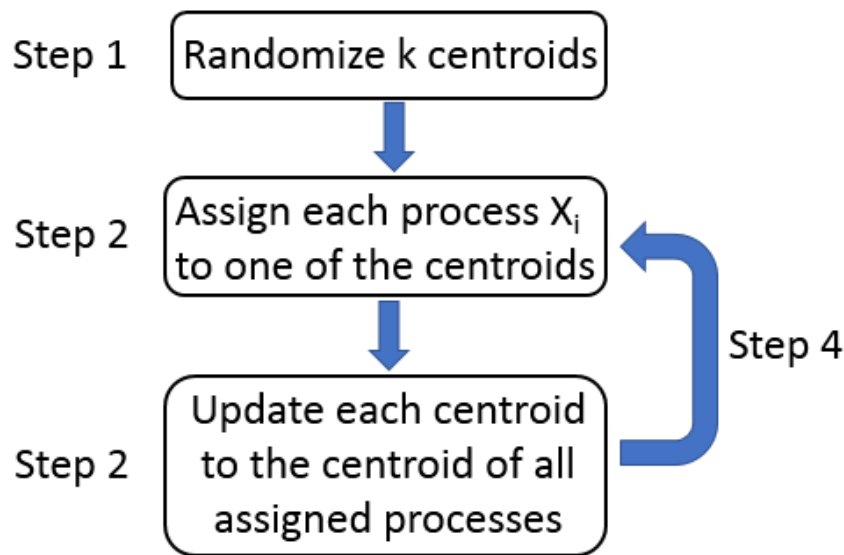 Step 1
Randomize k centroids
Step 2
Assign each process Xᵢ
to one of the centroids
Step 4
Step 2
Update each centroid
to the centroid of all
assigned processes